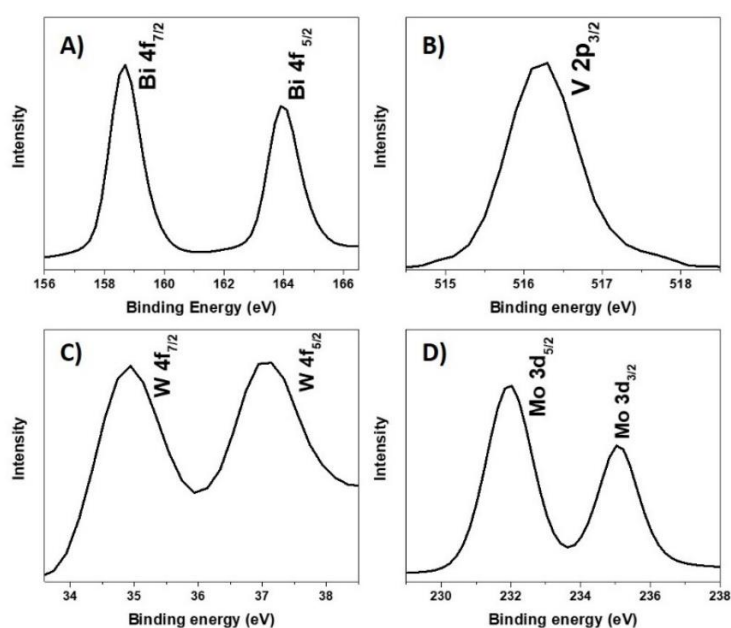 A)
Bi 4f7/2
Bi 4f 5/2
Intensity
156 158 160 162 164 166
Binding Energy (eV)
B)
V 2p3/2
Intensity
515 516 517 518
Binding energy (eV)
C)
W 4f7/2
W 4f5/2
Intensity
34 35 36 37 38
Binding energy (eV)
D)
Mo 3d5/2
Mo 3d3/2
Intensity
230 232 234 236 238
Binding energy (eV)